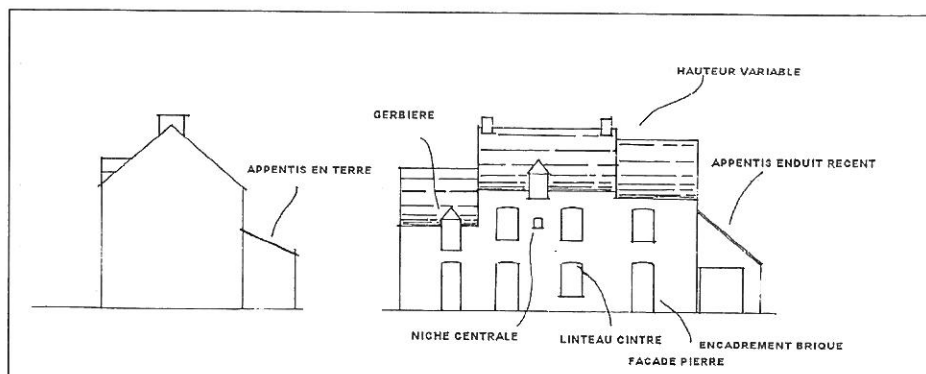 HAUTEUR VARIABLE
GERBIERE
APPENTIS EN TERRE
APPENTIS ENDUIT RECENT
NICHE CENTRALE
LINTEAU CINTRE
ENCADREMENT BRIQUE
FACADE PIERRE